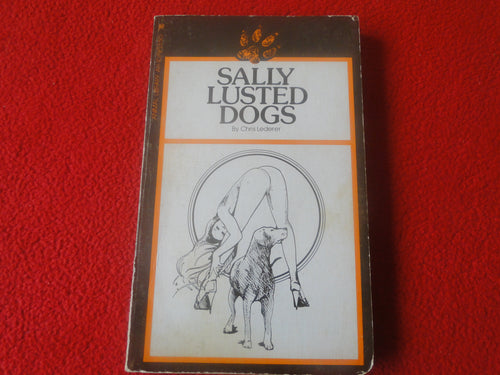 SALLY
LUSTED
DOGS
By Chris Lederer